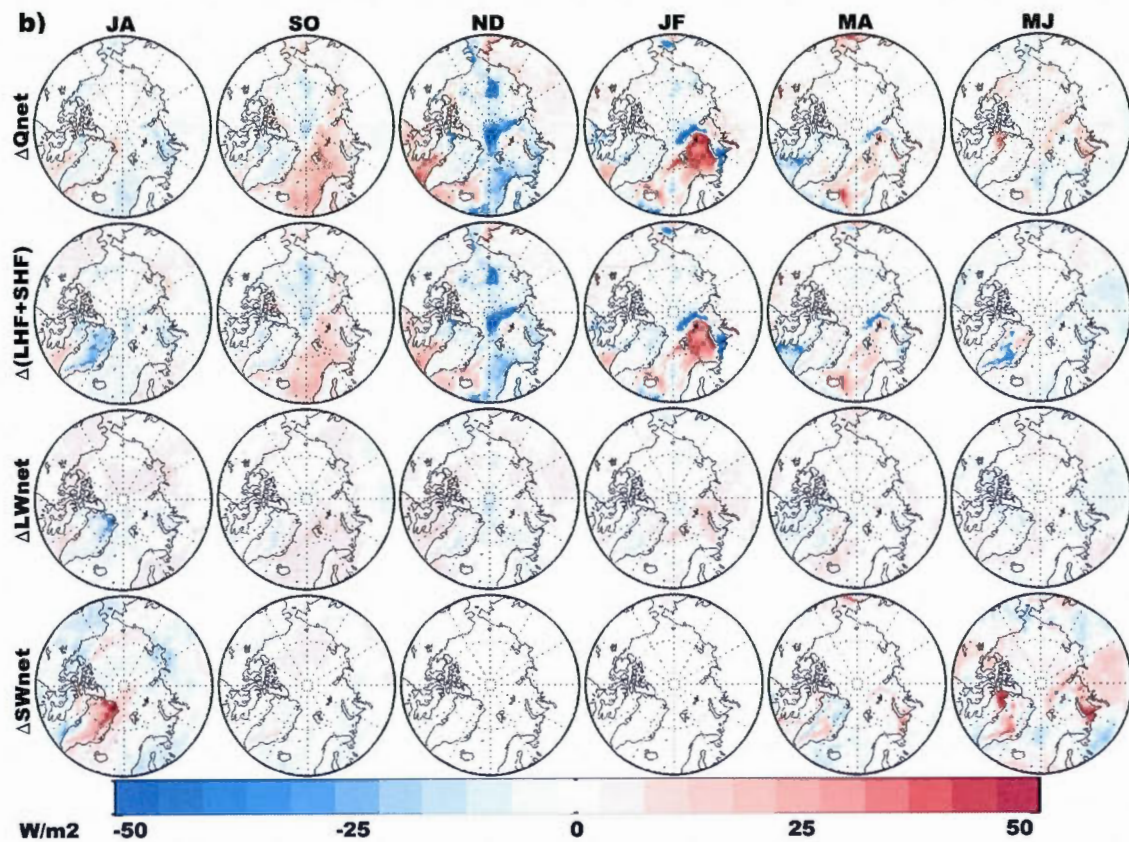 b) JA SO ND JF MA MJ
ΔQnet
Δ(LHF+SHF)
ΔLWnet
ΔSWnet
W/m2 -50 -25 0 25 50